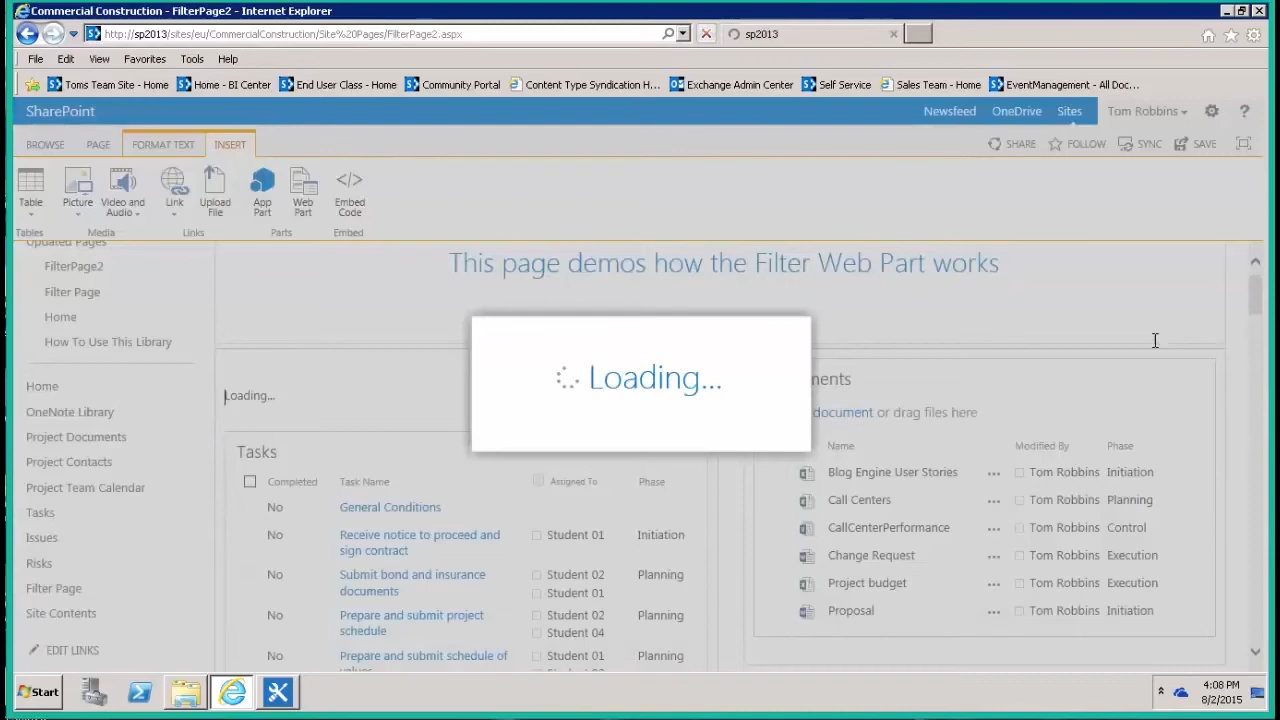 Commercial Construction - FilterPage2 - Internet Explorer
http://sp2013/sites/eu/CommercialConstruction/Site%20Pages/FilterPage2.aspx
sp2013
File Edit View Favorites Tools Help
Toms Team Site - Home Home - BI Center End User Class - Home Community Portal Content Type Syndication H... Exchange Admin Center Self Service Sales Team - Home EventManagement - All Doc...
SharePoint
Newsfeed OneDrive Sites Tom Robbins ?
BROWSE PAGE FORMAT TEXT INSERT
SHARE FOLLOW SYNC SAVE
Table Picture Video and Audio Link Upload File App Part Web Part Embed Code
Tables Media Links Parts Embed
Updated Pages
FilterPage2
Filter Page
Home
How To Use This Library
Home
OneNote Library
Project Documents
Project Contacts
Project Team Calendar
Tasks
Issues
Risks
Filter Page
Site Contents
EDIT LINKS
This page demos how the Filter Web Part works
Loading...
Loading...
Tasks
Completed Task Name Assigned To Phase
No General Conditions
No Receive notice to proceed and sign contract Student 01 Initiation
No Submit bond and insurance documents Student 02 Student 01 Planning
No Prepare and submit project schedule Student 02 Student 04 Planning
No Prepare and submit schedule of values Student 01 Planning
ments
document or drag files here
Name Modified By Phase
Blog Engine User Stories ... Tom Robbins Initiation
Call Centers ... Tom Robbins Planning
CallCenterPerformance ... Tom Robbins Control
Change Request ... Tom Robbins Execution
Project budget ... Tom Robbins Execution
Proposal ... Tom Robbins Initiation
Start
4:08 PM
8/2/2015